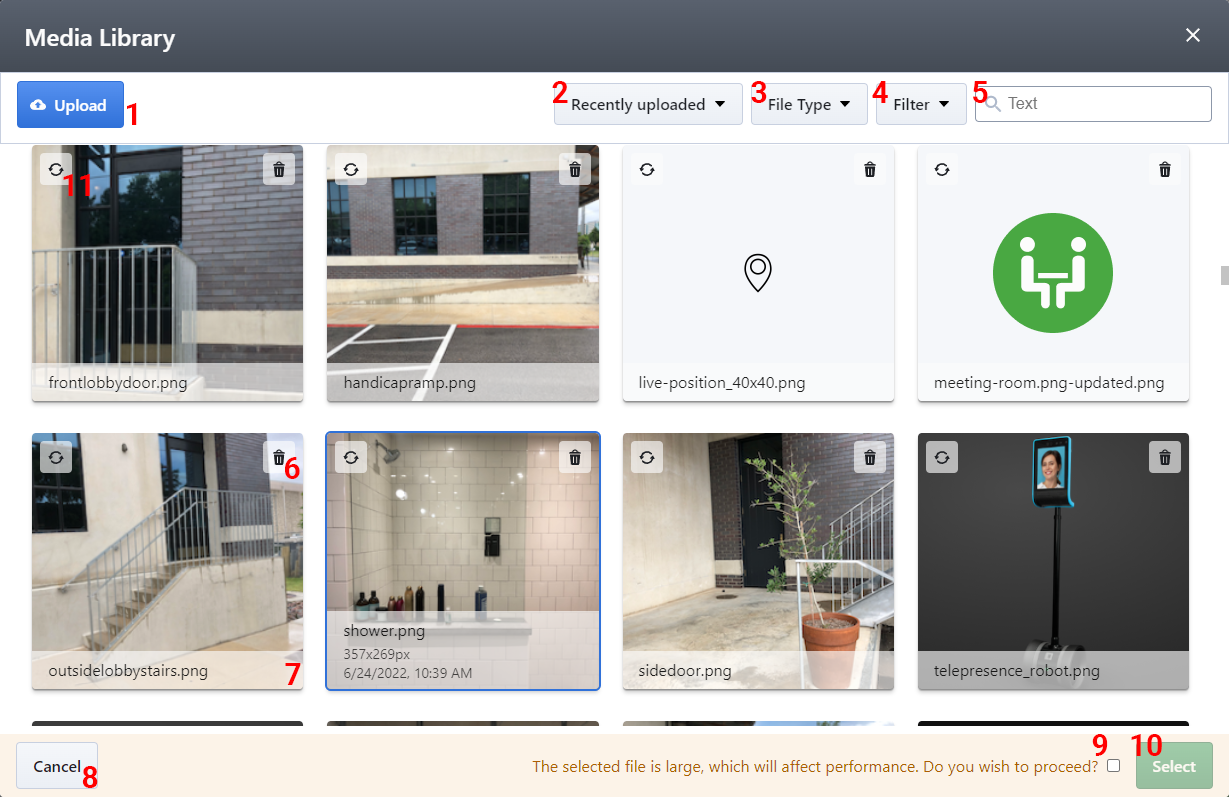 Media Library
Upload
1
2
Recently uploaded
3
File Type
4
Filter
5
Text
11
frontlobbydoor.png
handicapramp.png
live-position_40x40.png
meeting-room.png-updated.png
6
outsidelobbystairs.png
7
shower.png
357x269px
6/24/2022, 10:39 AM
sidedoor.png
telepresence_robot.png
Cancel
8
The selected file is large, which will affect performance. Do you wish to proceed?
9
10
Select